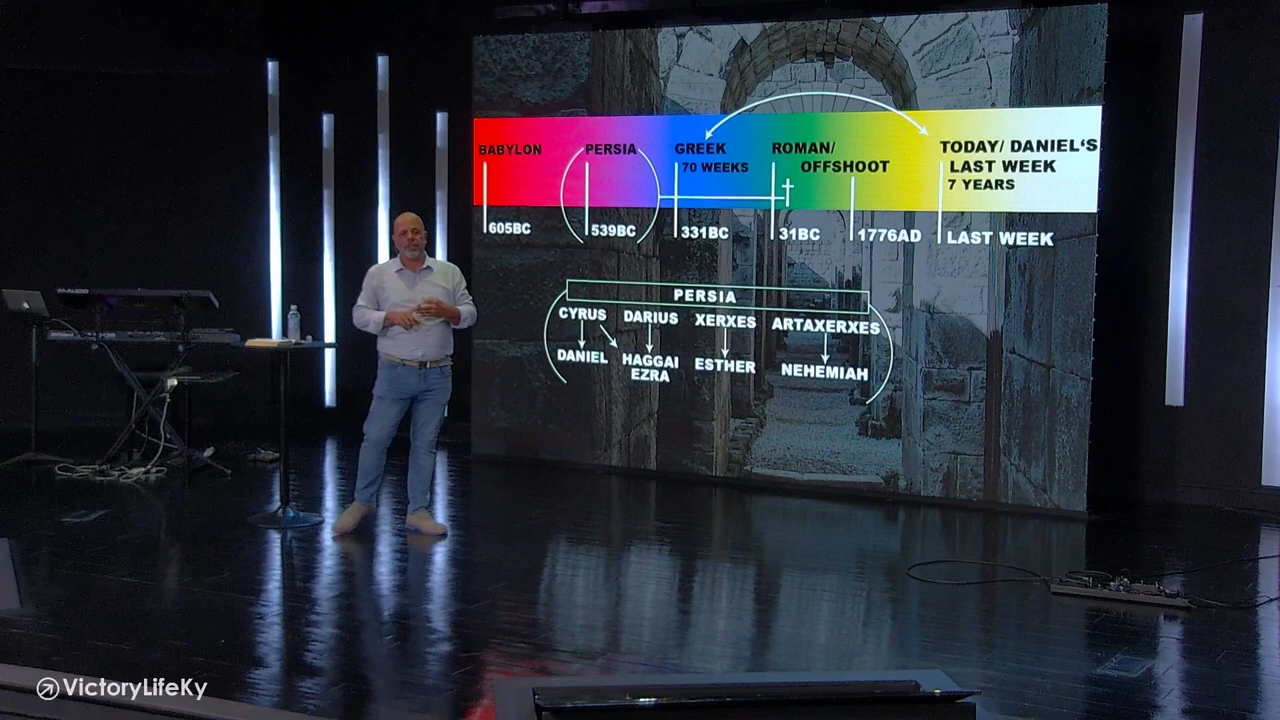 BABYLON
PERSIA
GREEK
70 WEEKS
ROMAN/
OFFSHOOT
TODAY/ DANIEL‘S
LAST WEEK
7 YEARS
605BC
539BC
331BC
31BC
1776AD
LAST WEEK
PERSIA
CYRUS
DARIUS
XERXES
ARTAXERXES
DANIEL
HAGGAI
EZRA
ESTHER
NEHEMIAH
M-AUDIO
VictoryLifeKy